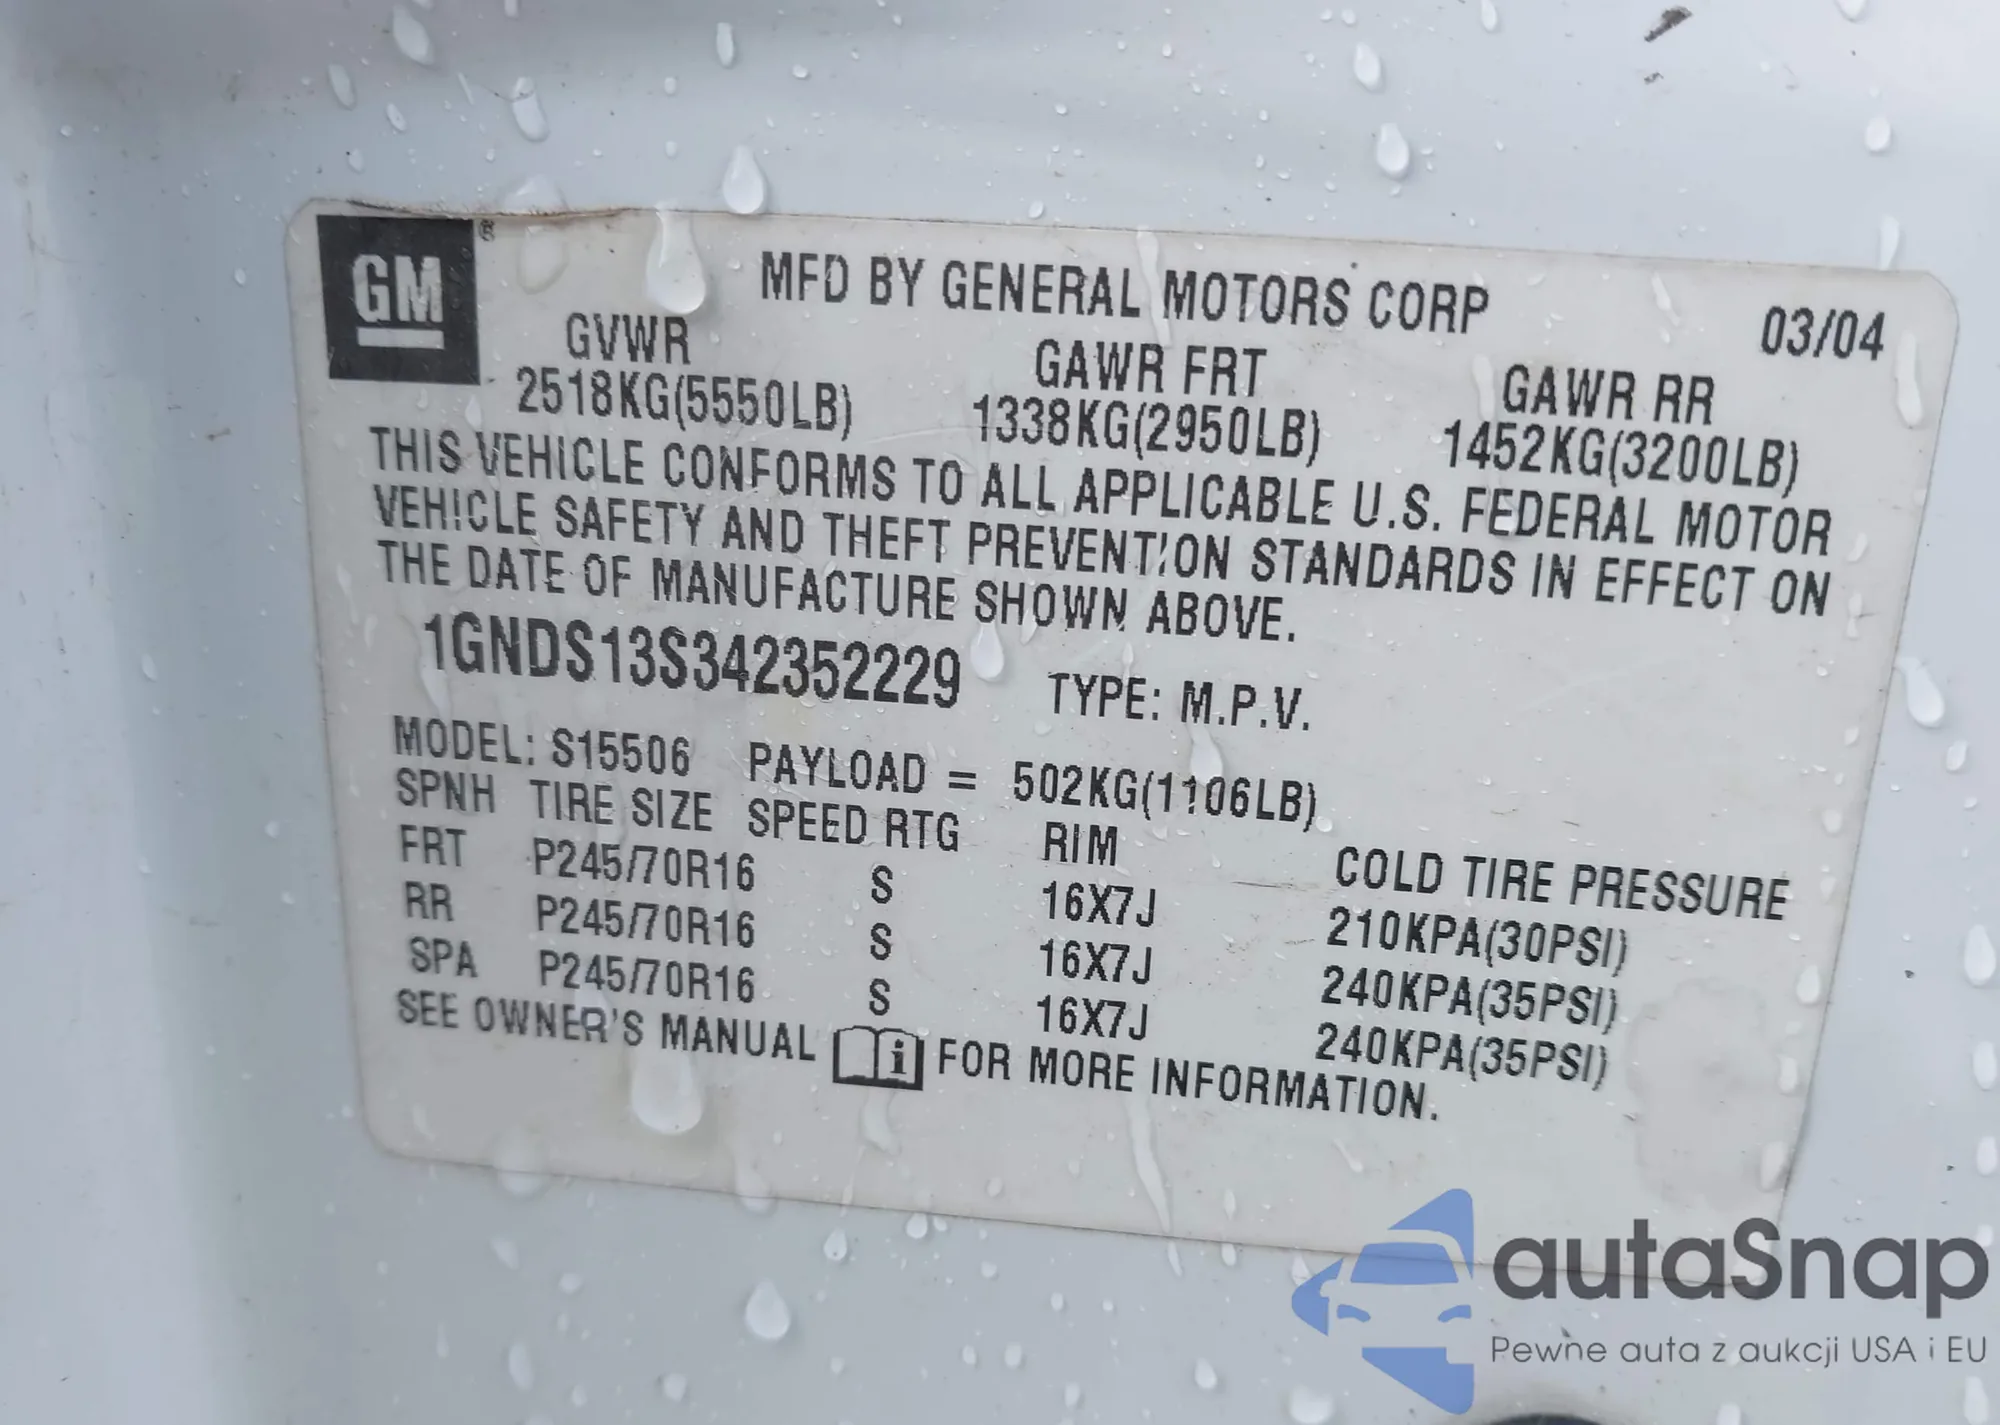 GM ®
MFD BY GENERAL MOTORS CORP 03/04
GVWR GAWR FRT GAWR RR
2518KG(5550LB) 1338KG(2950LB) 1452KG(3200LB)
THIS VEHICLE CONFORMS TO ALL APPLICABLE U.S. FEDERAL MOTOR
VEHICLE SAFETY AND THEFT PREVENTION STANDARDS IN EFFECT ON
THE DATE OF MANUFACTURE SHOWN ABOVE.
1GNDS13S342352229 TYPE: M.P.V.
MODEL: S15506 PAYLOAD = 502KG(1106LB)
SPNH TIRE SIZE SPEED RTG RIM COLD TIRE PRESSURE
FRT P245/70R16 S 16X7J 210KPA(30PSI)
RR P245/70R16 S 16X7J 240KPA(35PSI)
SPA P245/70R16 S 16X7J 240KPA(35PSI)
SEE OWNER'S MANUAL i FOR MORE INFORMATION.
autaSnap
Pewne auta z aukcji USA i EU